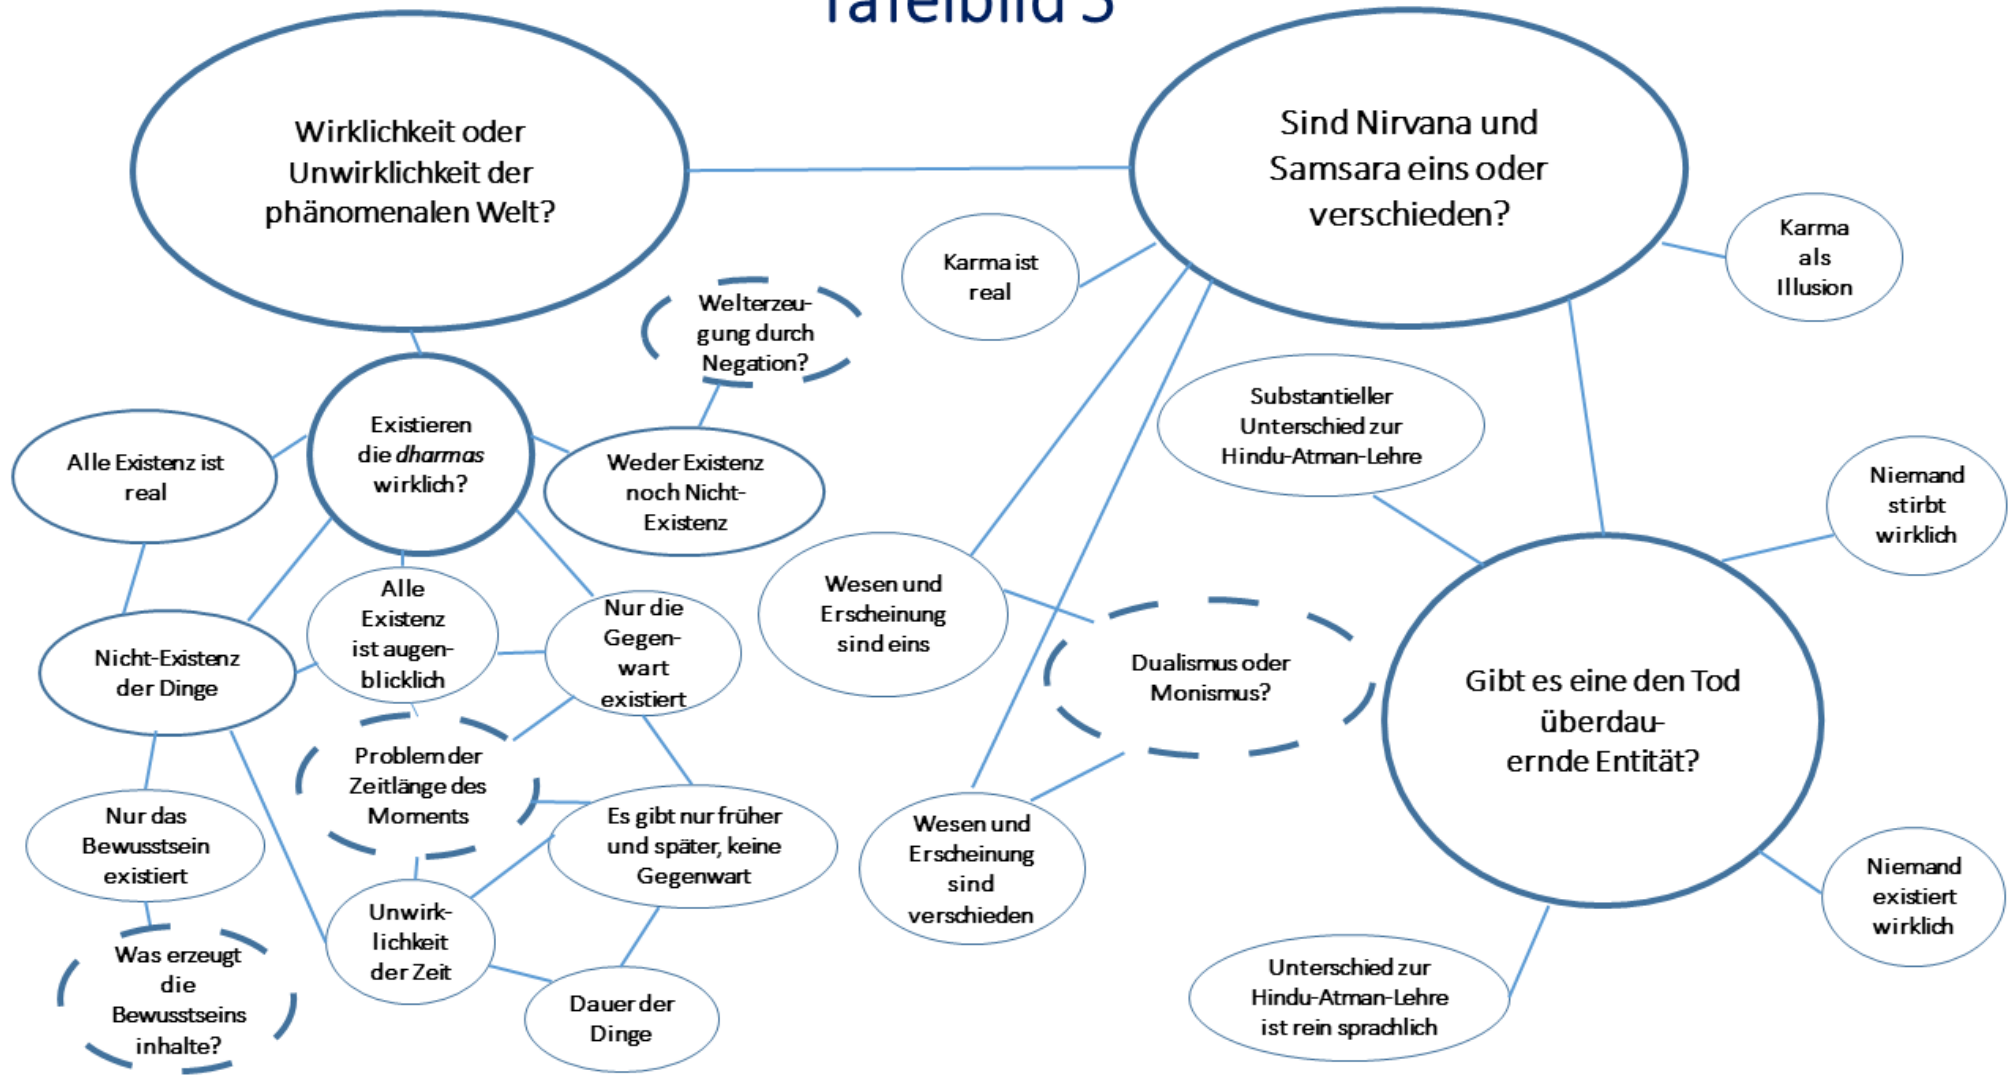 Tafelbild 3
Wirklichkeit oder
Unwirklichkeit der
phänomenalen Welt?
Sind Nirvana und
Samsara eins oder
verschieden?
Karma ist
real
Karma
als
Illusion
Welterzeu-
gung durch
Negation?
Existieren
die dharmas
wirklich?
Alle Existenz ist
real
Weder Existenz
noch Nicht-
Existenz
Substantieller
Unterschied zur
Hindu-Atman-Lehre
Niemand
stirbt
wirklich
Alle
Existenz
ist augen-
blicklich
Nur die
Gegen-
wart
existiert
Nicht-Existenz
der Dinge
Wesen und
Erscheinung
sind eins
Dualismus oder
Monismus?
Gibt es eine den Tod
überdau-
ernde Entität?
Problem der
Zeitlänge des
Moments
Nur das
Bewusstsein
existiert
Es gibt nur früher
und später, keine
Gegenwart
Wesen und
Erscheinung
sind
verschieden
Niemand
existiert
wirklich
Unwirk-
lichkeit
der Zeit
Was erzeugt
die
Bewusstseins
inhalte?
Dauer der
Dinge
Unterschied zur
Hindu-Atman-Lehre
ist rein sprachlich